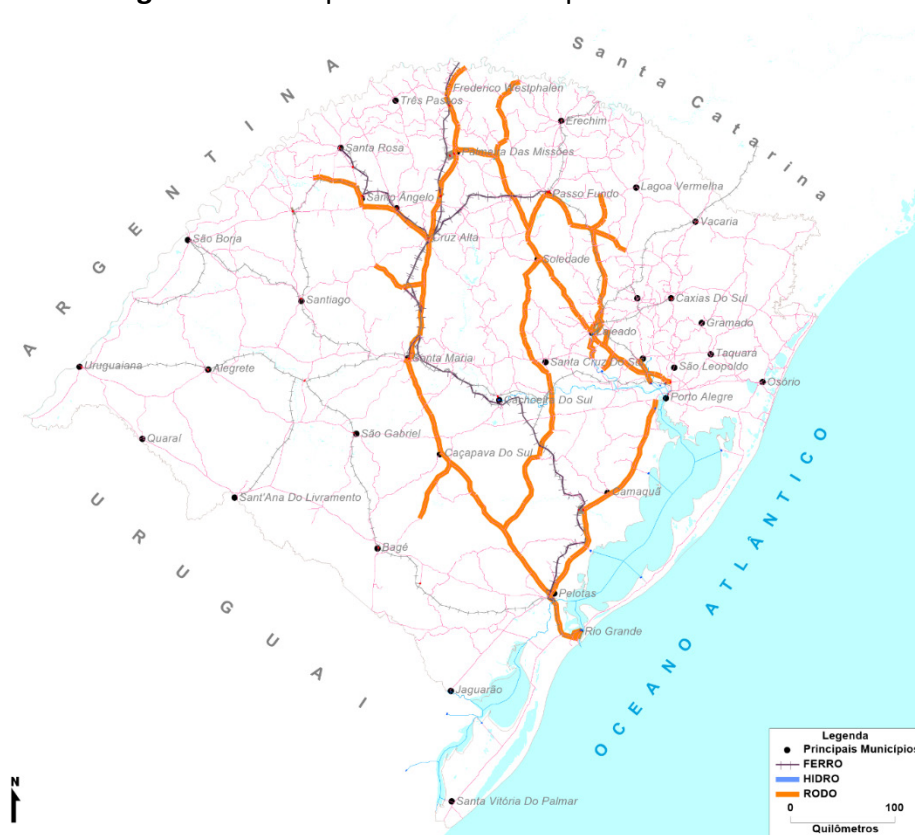 ARGENTINA
Santa Catarina
Frederico Westphalen
Três Passos
Erechim
Santa Rosa
Palmeira Das Missões
Santo Ângelo
Passo Fundo
Lagoa Vermelha
Vacaria
São Borja
Cruz Alta
Soledade
Santiago
Caxias Do Sul
Gramado
Lajeado
Taquara
Santa Maria
Santa Cruz Do Sul
São Leopoldo
Uruguaiana
Alegrete
Osório
Porto Alegre
Cachoeira Do Sul
Quaraí
São Gabriel
Caçapava Do Sul
Sant'Ana Do Livramento
Camaquã
Bagé
URUGUAI
OCEANO ATLÂNTICO
Pelotas
Rio Grande
Jaguarão
Santa Vitória Do Palmar
N
Legenda
Principais Municípios
FERRO
HIDRO
RODO
0 100
Quilômetros